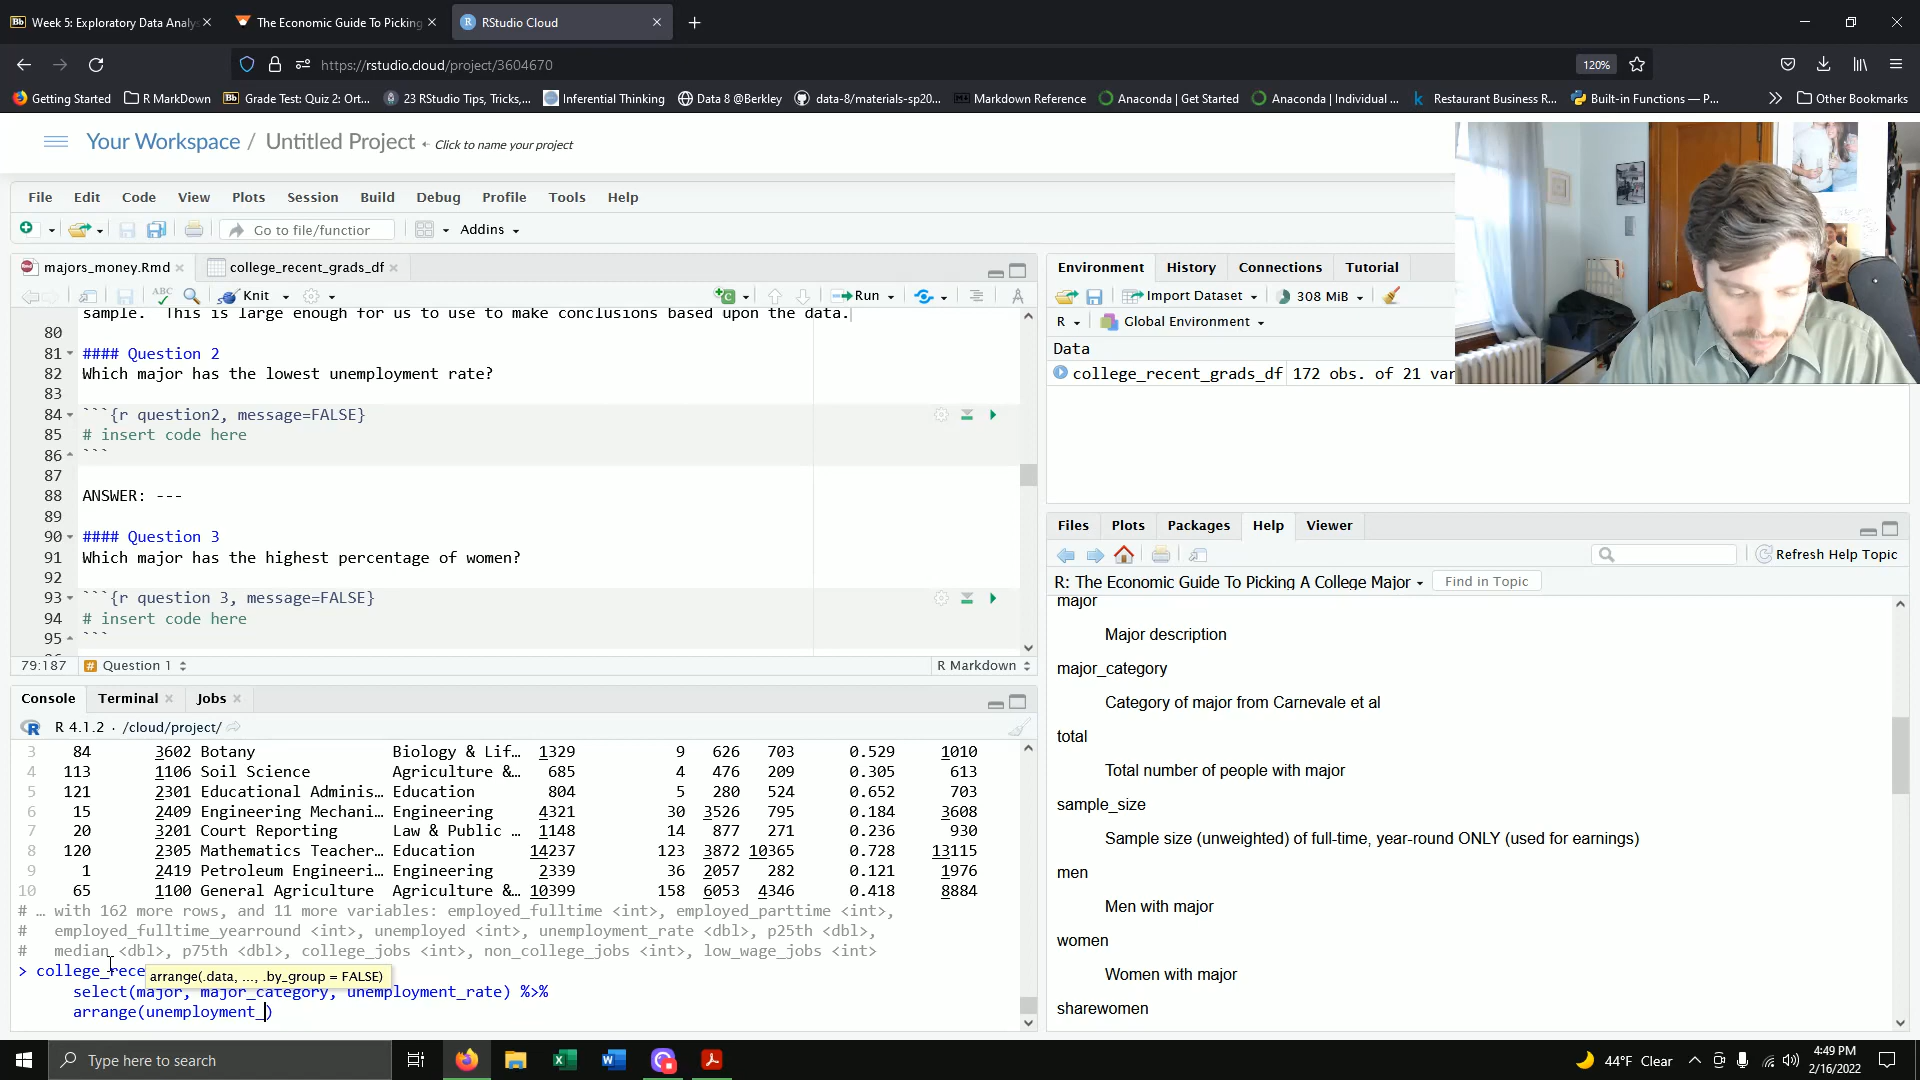 Week 5: Exploratory Data Analy
The Economic Guide To Picking
RStudio Cloud
https://rstudio.cloud/project/3604670
120%
Getting Started
R MarkDown
Grade Test: Quiz 2: Ort...
23 RStudio Tips, Tricks,...
Inferential Thinking
Data 8 @Berkley
data-8/materials-sp20...
Markdown Reference
Anaconda | Get Started
Anaconda | Individual ...
Restaurant Business R...
Built-in Functions — P...
Other Bookmarks
Your Workspace / Untitled Project
Click to name your project
File Edit Code View Plots Session Build Debug Profile Tools Help
Go to file/function
Addins
majors_money.Rmd
college_recent_grads_df
ABC
Knit
Run
sample.  This is large enough for us to use to make conclusions based upon the data.
80
81 #### Question 2
82 Which major has the lowest unemployment rate?
83
84 ```{r question2, message=FALSE}
85 # insert code here
86 ```
87
88 ANSWER: ---
89
90 #### Question 3
91 Which major has the highest percentage of women?
92
93 ```{r question 3, message=FALSE}
94 # insert code here
95 ```
79:187 # Question 1
R Markdown
Console Terminal Jobs
R 4.1.2 · /cloud/project/
3 84 3602 Botany Biology & Lif… 1329 9 626 703 0.529 1010
4 113 1106 Soil Science Agriculture &… 685 4 476 209 0.305 613
5 121 2301 Educational Adminis… Education 804 5 280 524 0.652 703
6 15 2409 Engineering Mechani… Engineering 4321 30 3526 795 0.184 3608
7 20 3201 Court Reporting Law & Public … 1148 14 877 271 0.236 930
8 120 2305 Mathematics Teacher… Education 14237 123 3872 10365 0.728 13115
9 1 2419 Petroleum Engineeri… Engineering 2339 36 2057 282 0.121 1976
10 65 1100 General Agriculture Agriculture &… 10399 158 6053 4346 0.418 8884
# … with 162 more rows, and 11 more variables: employed_fulltime <int>, employed_parttime <int>,
#   employed_fulltime_yearround <int>, unemployed <int>, unemployment_rate <dbl>, p25th <dbl>,
#   median <dbl>, p75th <dbl>, college_jobs <int>, non_college_jobs <int>, low_wage_jobs <int>
> college_rece
arrange(.data, ..., .by_group = FALSE)
select(major, major_category, unemployment_rate) %>%
arrange(unemployment_)
Environment History Connections Tutorial
Import Dataset
308 MiB
R
Global Environment
Data
college_recent_grads_df 172 obs. of 21 var
Files Plots Packages Help Viewer
Refresh Help Topic
R: The Economic Guide To Picking A College Major
Find in Topic
major
Major description
major_category
Category of major from Carnevale et al
total
Total number of people with major
sample_size
Sample size (unweighted) of full-time, year-round ONLY (used for earnings)
men
Men with major
women
Women with major
sharewomen
Type here to search
44°F Clear
4:49 PM
2/16/2022